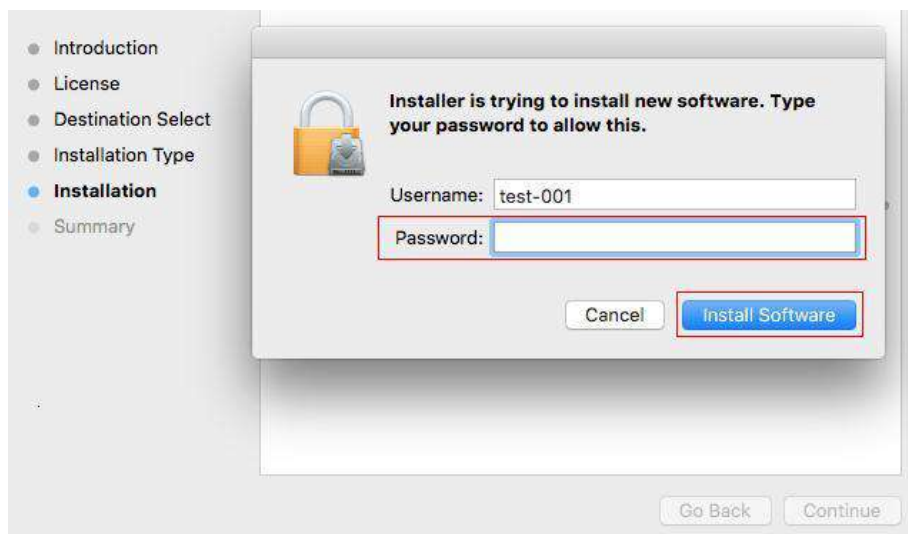 Introduction
License
Destination Select
Installation Type
Installation
Summary
Installer is trying to install new software. Type
your password to allow this.
Username: test-001
Password:
Cancel Install Software
Go Back Continue